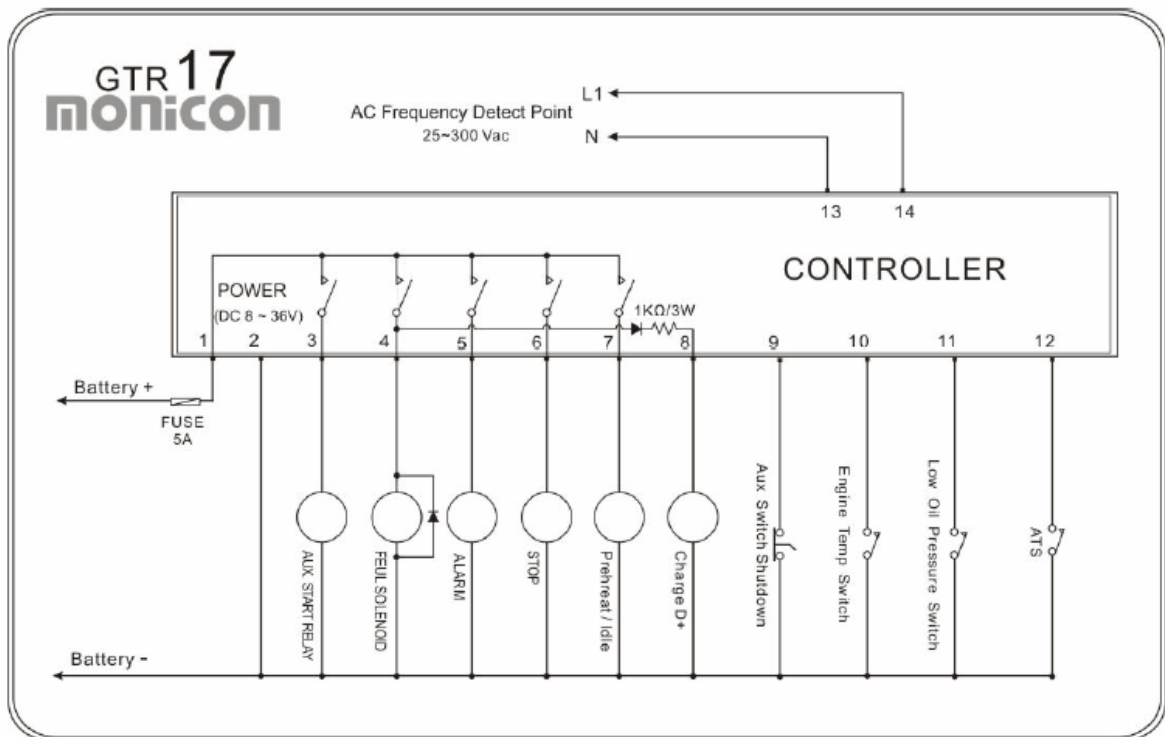 GTR 17
monicon
AC Frequency Detect Point
25~300 Vac
L1
N
13 14
CONTROLLER
POWER
(DC 8 ~ 36V)
1KΩ/3W
1 2 3 4 5 6 7 8 9 10 11 12
Battery +
FUSE
5A
AUX START RELAY
FEUL SOLENOID
ALARM
STOP
Prehreat / Idle
Charge D+
Aux Switch Shutdown
Engine Temp Switch
Low Oil Pressure Switch
ATS
Battery -